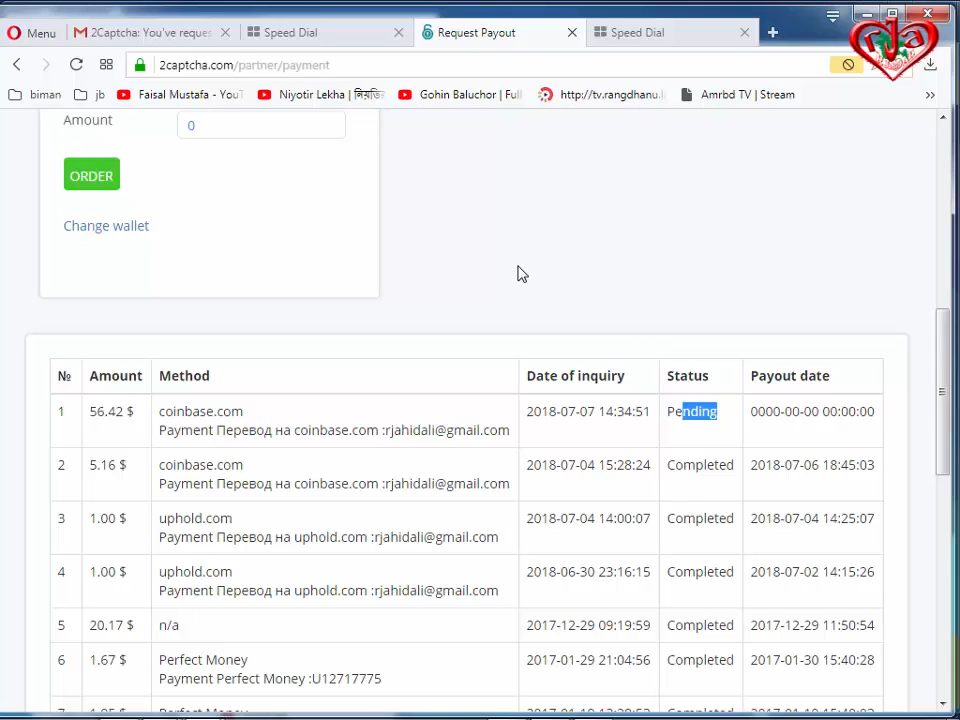 Menu
2Captcha: You've reques
Speed Dial
Request Payout
Speed Dial
rja
2captcha.com/partner/payment
biman
jb
Faisal Mustafa - YouT
Niyotir Lekha | নিয়তির
Gohin Baluchor | Full
http://tv.rangdhanu.li
Amrbd TV | Stream
Amount
0
ORDER
Change wallet
№ Amount Method Date of inquiry Status Payout date
1 56.42 $ coinbase.com 2018-07-07 14:34:51 Pending 0000-00-00 00:00:00
Payment Перевод на coinbase.com :rjahidali@gmail.com
2 5.16 $ coinbase.com 2018-07-04 15:28:24 Completed 2018-07-06 18:45:03
Payment Перевод на coinbase.com :rjahidali@gmail.com
3 1.00 $ uphold.com 2018-07-04 14:00:07 Completed 2018-07-04 14:25:07
Payment Перевод на uphold.com :rjahidali@gmail.com
4 1.00 $ uphold.com 2018-06-30 23:16:15 Completed 2018-07-02 14:15:26
Payment Перевод на uphold.com :rjahidali@gmail.com
5 20.17 $ n/a 2017-12-29 09:19:59 Completed 2017-12-29 11:50:54
6 1.67 $ Perfect Money 2017-01-29 21:04:56 Completed 2017-01-30 15:40:28
Payment Perfect Money :U12717775